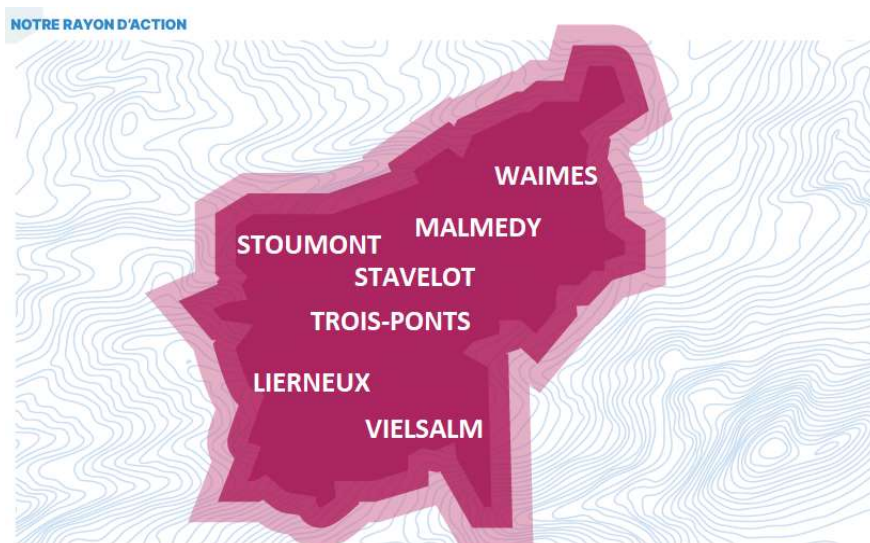 NOTRE RAYON D'ACTION
WAIMES
MALMEDY
STOUMONT
STAVELOT
TROIS-PONTS
LIERNEUX
VIELSALM